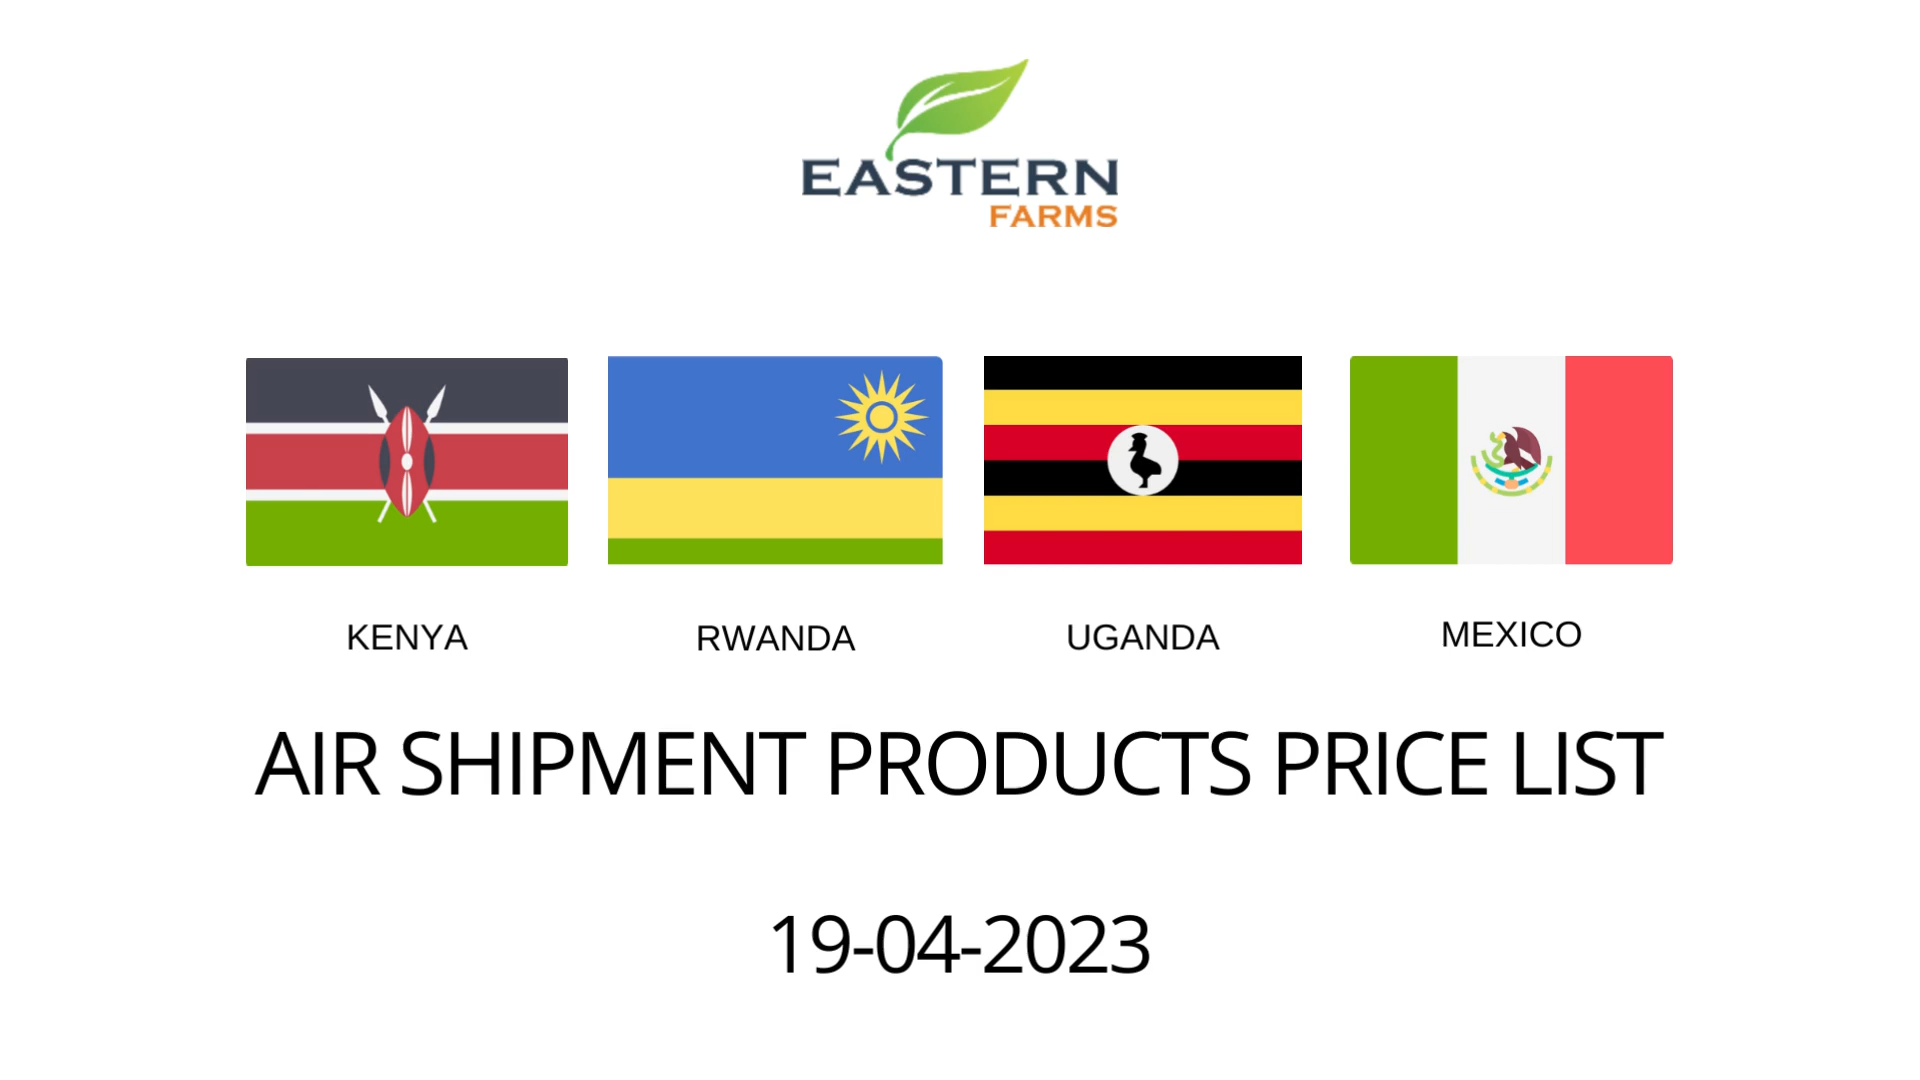 EASTERN
FARMS
KENYA
RWANDA
UGANDA
MEXICO
AIR SHIPMENT PRODUCTS PRICE LIST
19-04-2023